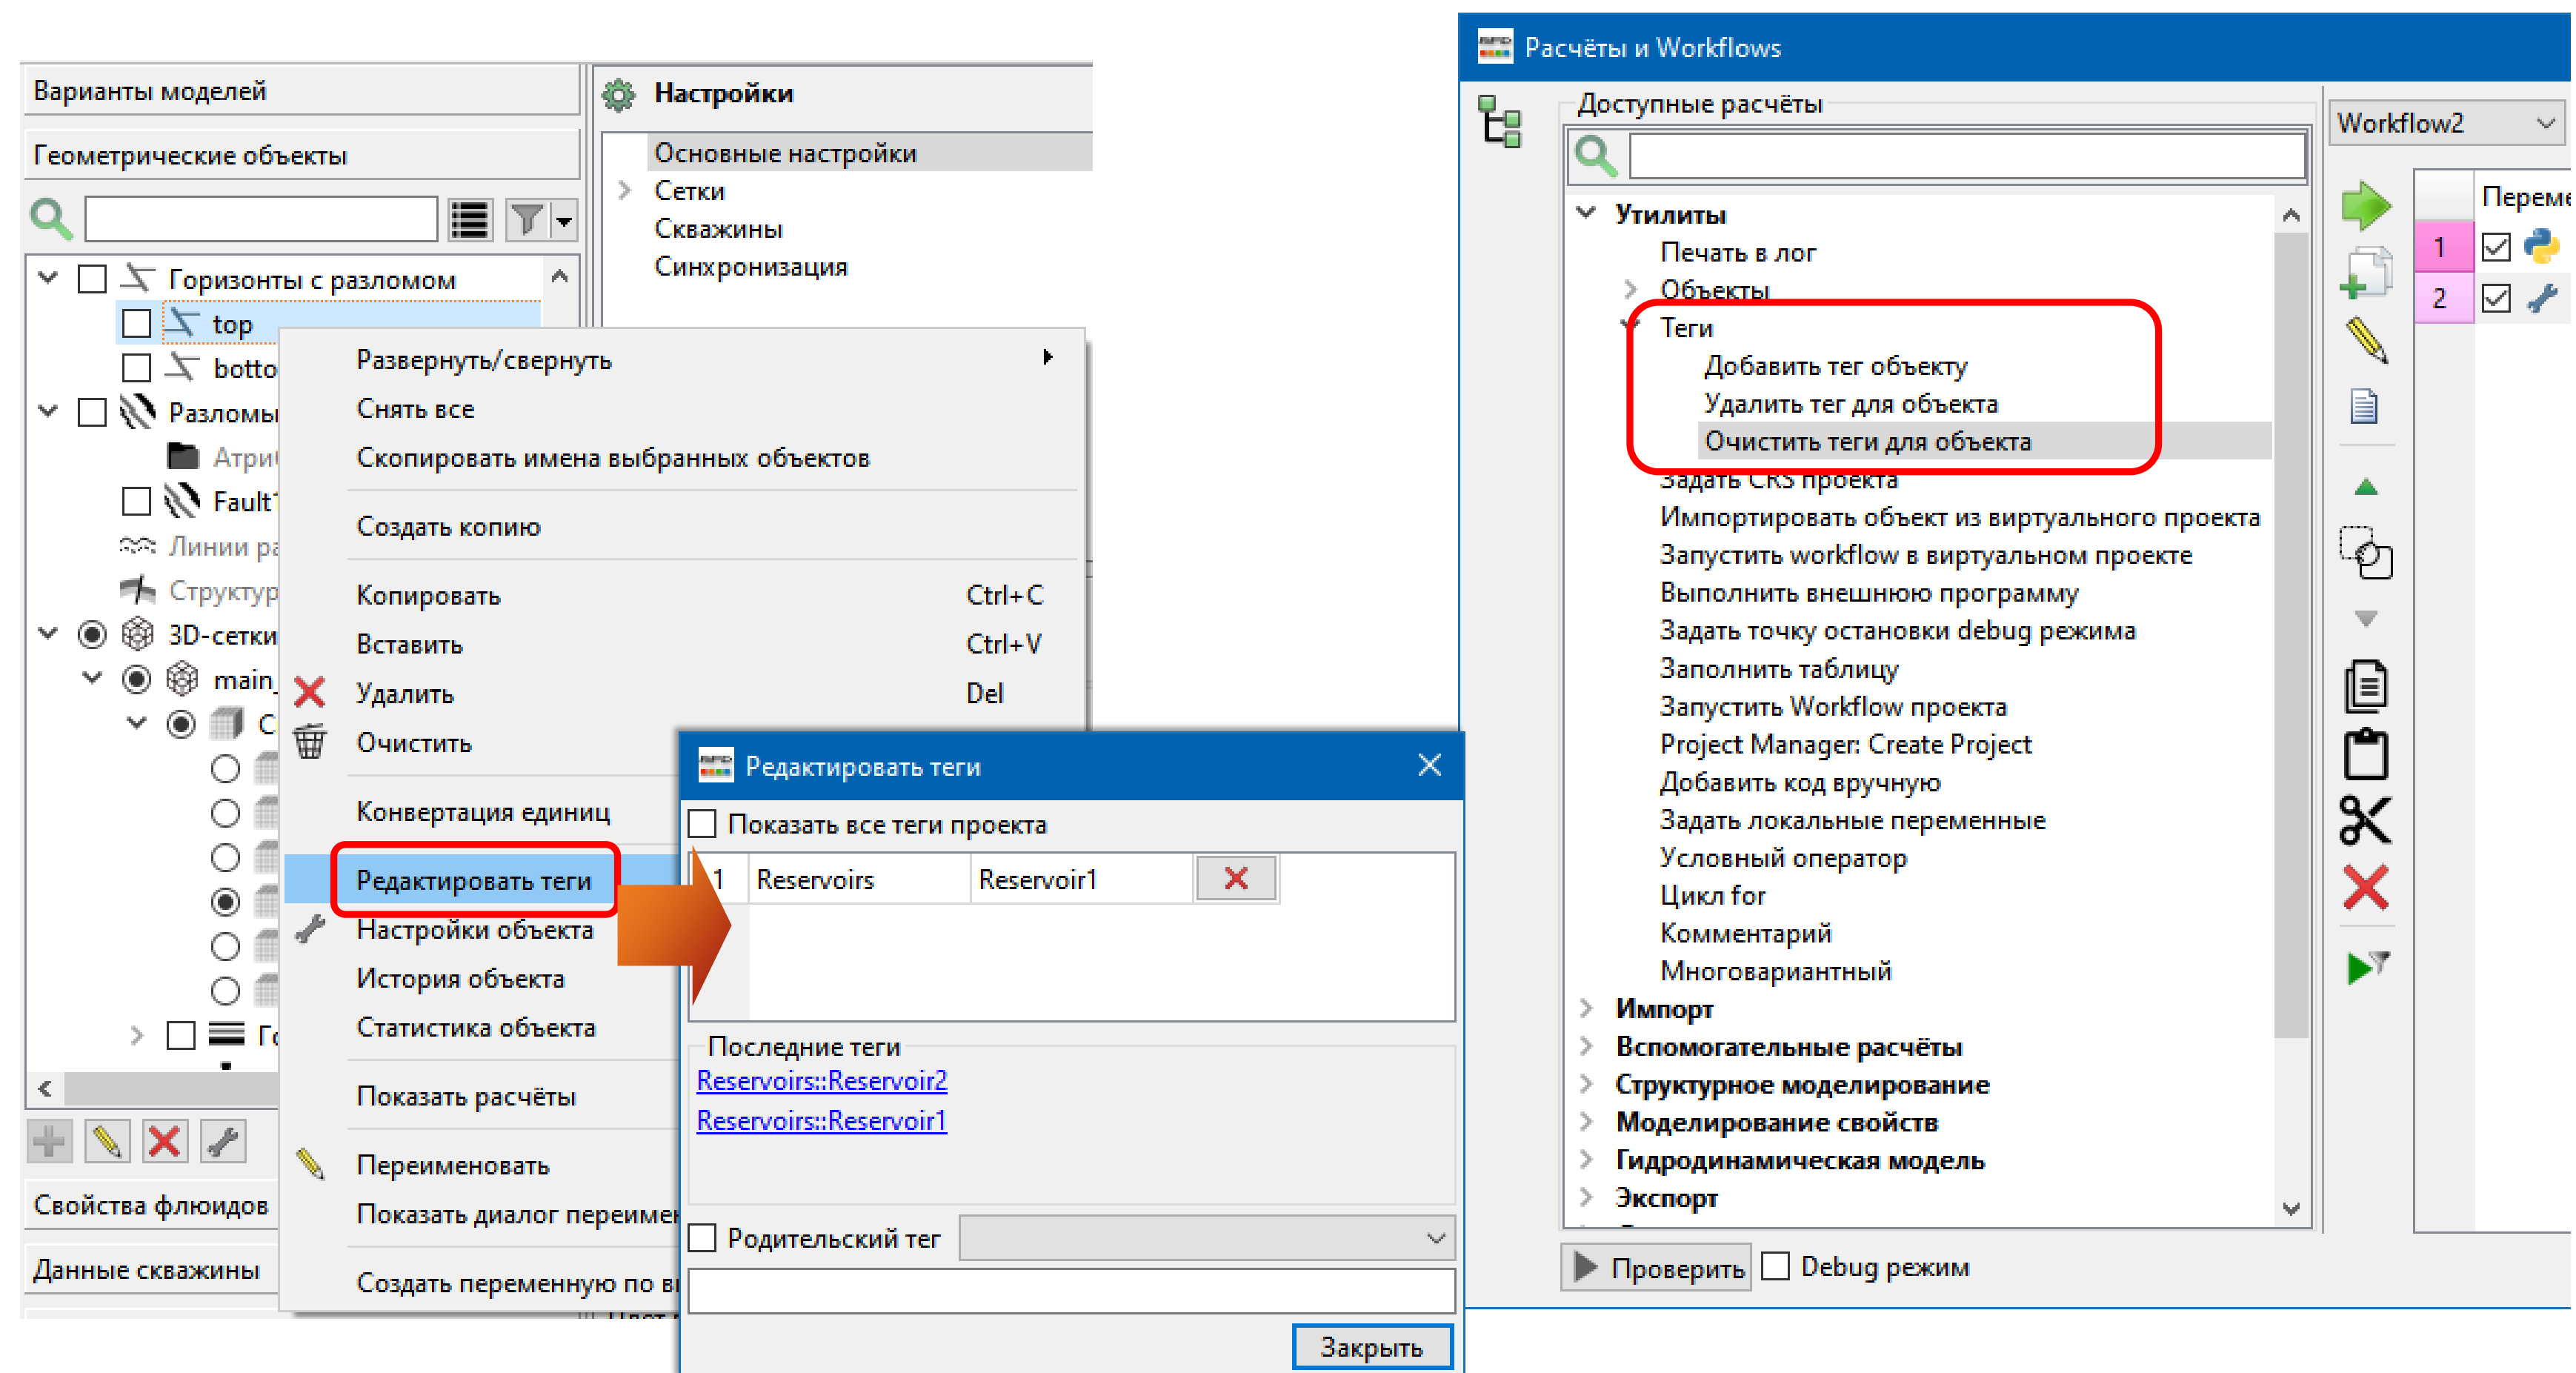 Варианты моделей
Геометрические объекты
Горизонты с разломом
top
botto
Разломы
Атри
Fault1
Линии ра
Структур
3D-сетки
main_
С
Го
Свойства флюидов
Данные скважины
Настройки
Основные настройки
Сетки
Скважины
Синхронизация
Развернуть/свернуть
Снять все
Скопировать имена выбранных объектов
Создать копию
Копировать Ctrl+C
Вставить Ctrl+V
Удалить Del
Очистить
Конвертация единиц
Редактировать теги
Настройки объекта
История объекта
Статистика объекта
Показать расчёты
Переименовать
Показать диалог переимен
Создать переменную по вы
Редактировать теги
Показать все теги проекта
1 Reservoirs Reservoir1
Последние теги
Reservoirs::Reservoir2
Reservoirs::Reservoir1
Родительский тег
Закрыть
Расчёты и Workflows
Доступные расчёты
Утилиты
Печать в лог
Объекты
Теги
Добавить тег объекту
Удалить тег для объекта
Очистить теги для объекта
Задать CRS проекта
Импортировать объект из виртуального проекта
Запустить workflow в виртуальном проекте
Выполнить внешнюю программу
Задать точку остановки debug режима
Заполнить таблицу
Запустить Workflow проекта
Project Manager: Create Project
Добавить код вручную
Задать локальные переменные
Условный оператор
Цикл for
Комментарий
Многовариантный
Импорт
Вспомогательные расчёты
Структурное моделирование
Моделирование свойств
Гидродинамическая модель
Экспорт
Проверить
Debug режим
Workflow2
Переме
1
2